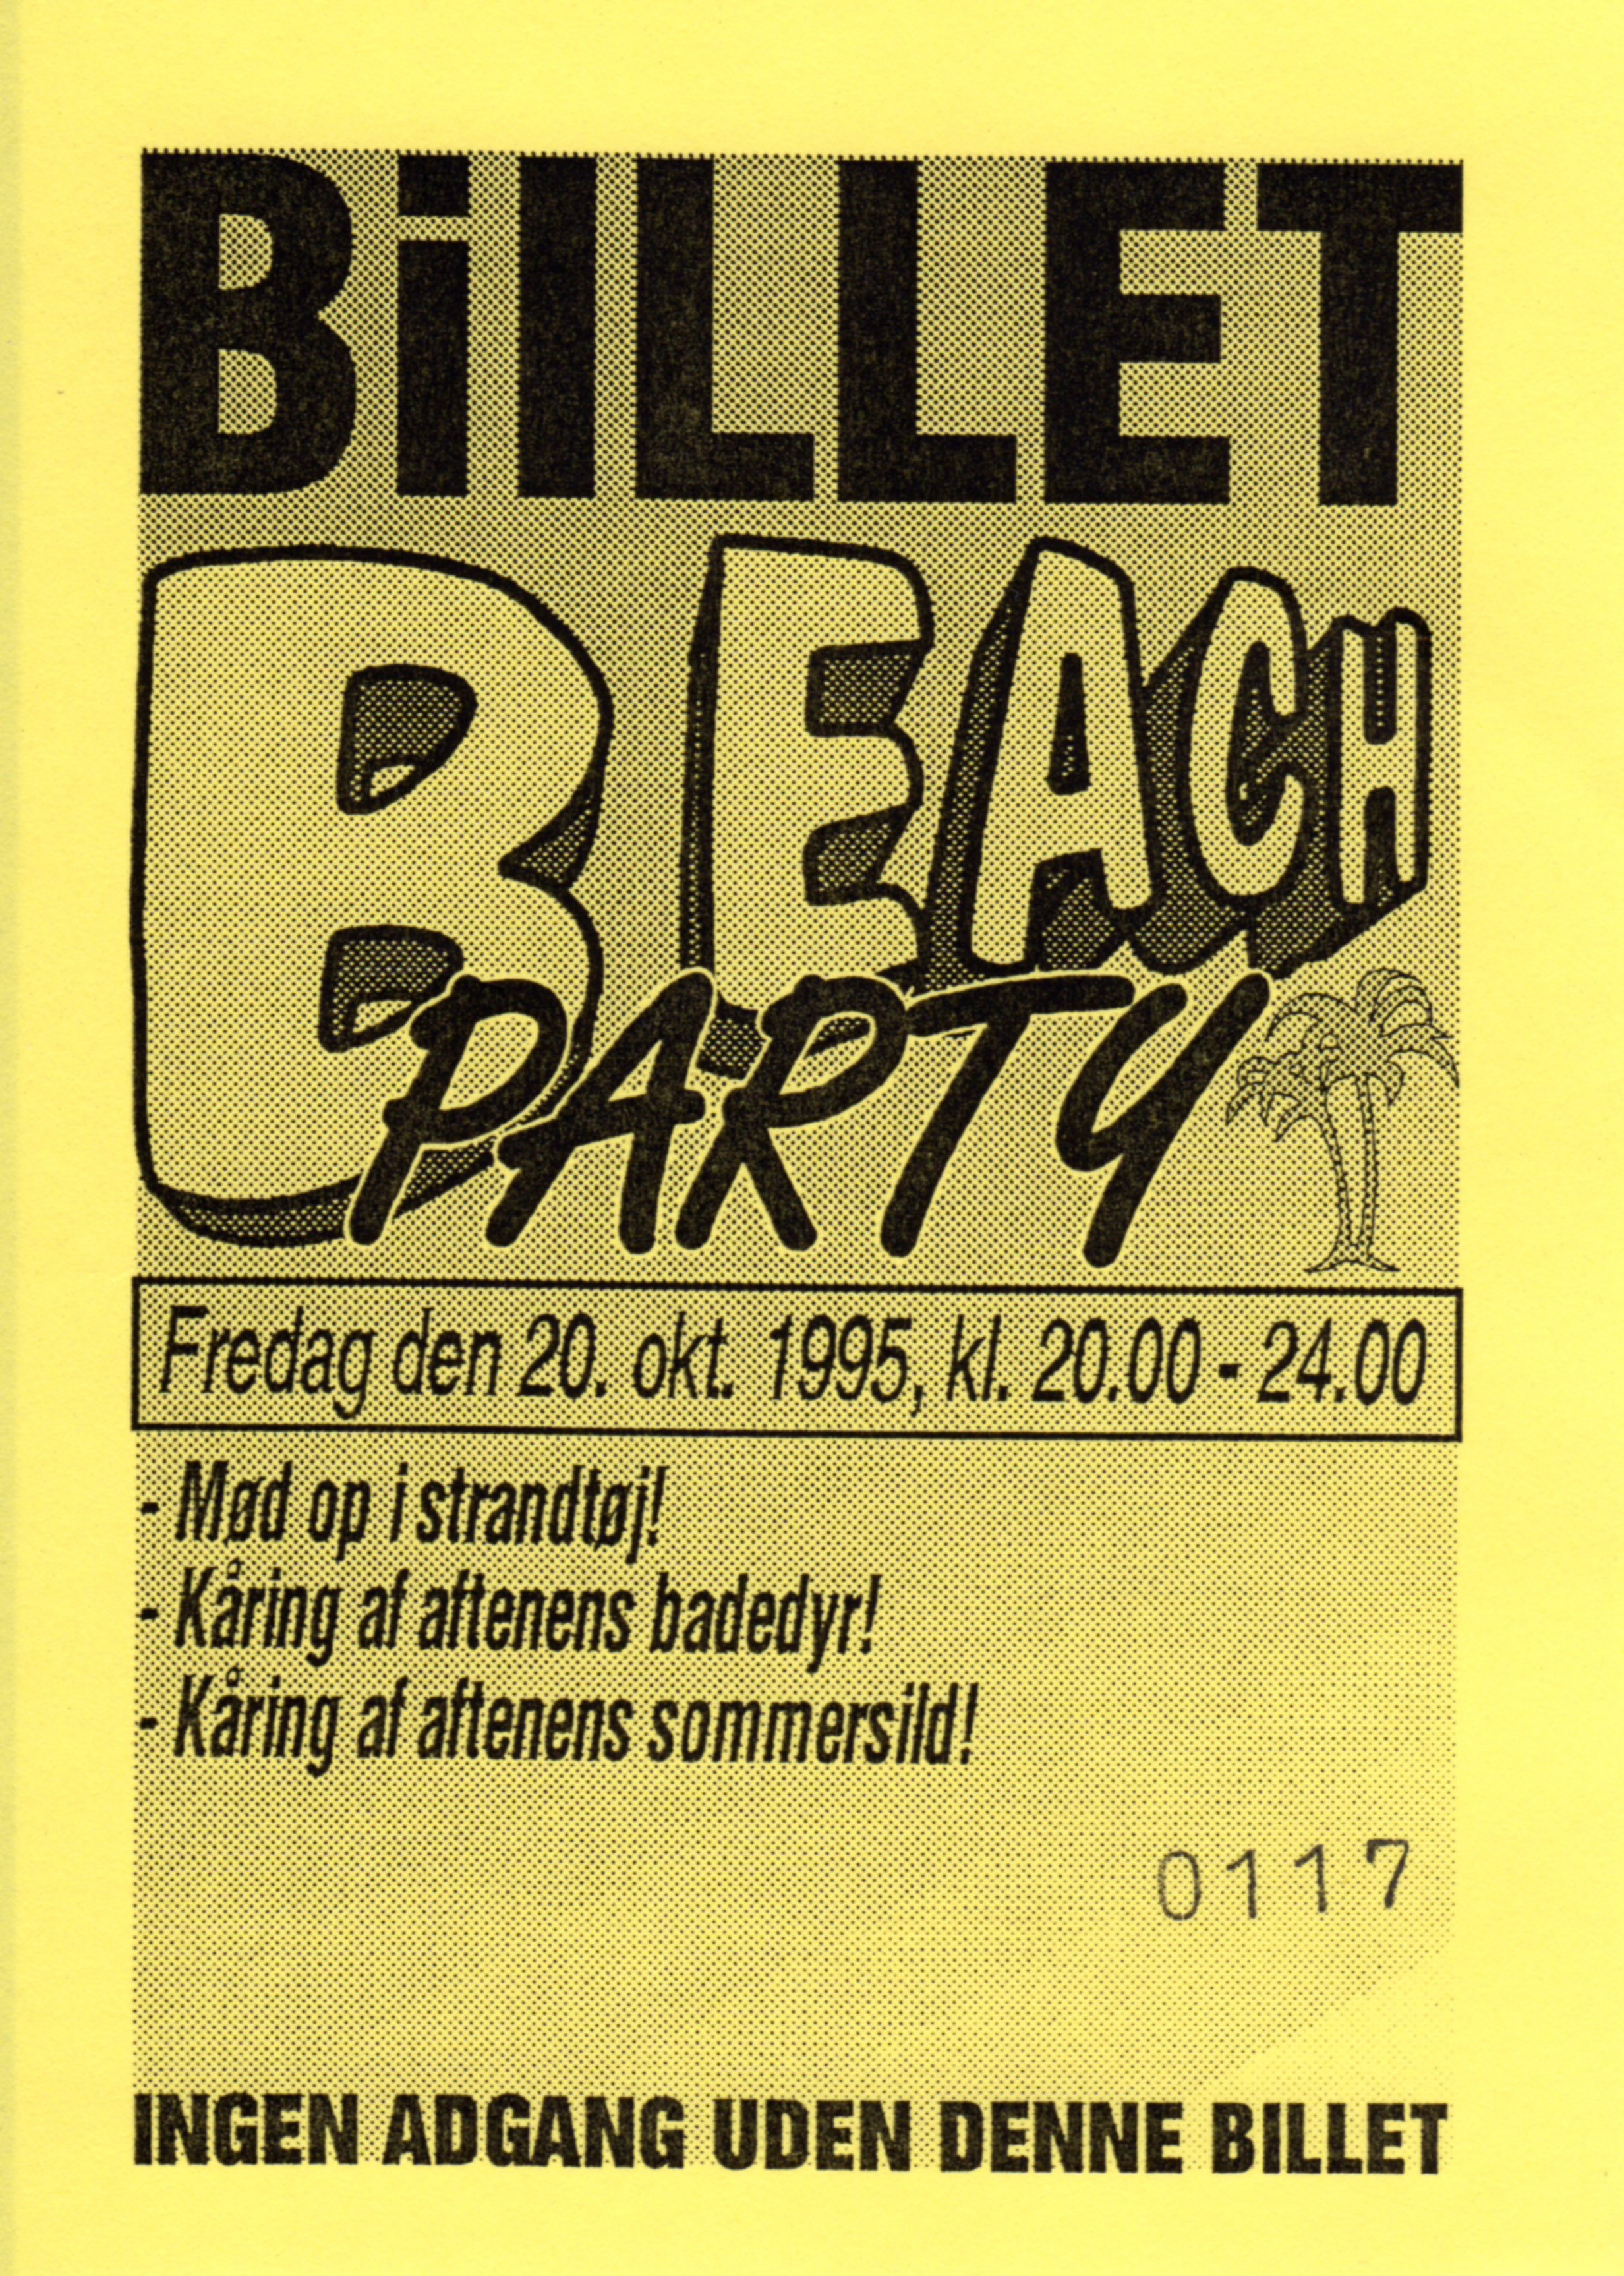 BiLLET
BEACH
PARTY
Fredag den 20. okt. 1995, kl. 20.00 - 24.00
- Mød op i strandtøj!
- Kåring af aftenens badedyr!
- Kåring af aftenens sommersild!
0117
INGEN ADGANG UDEN DENNE BILLET